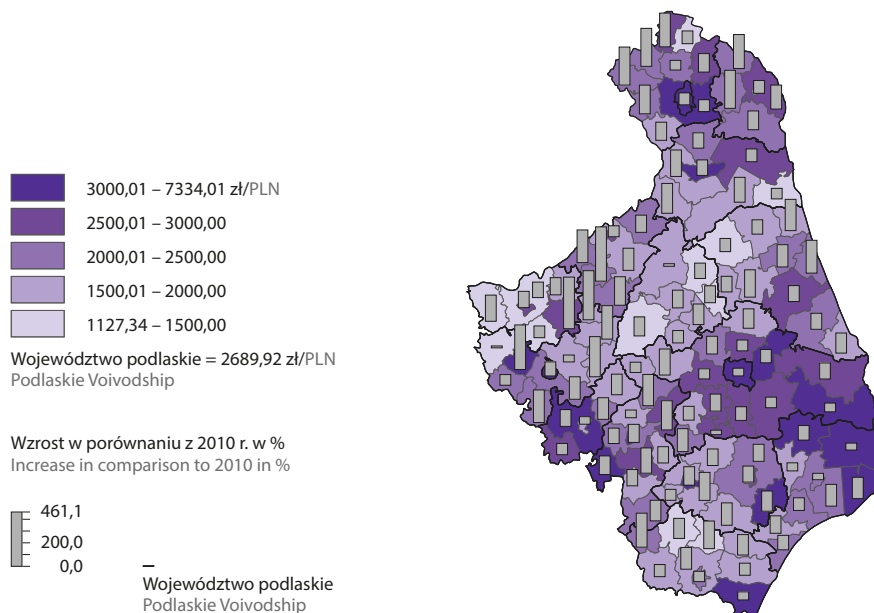 3000,01 – 7334,01 zł/PLN
2500,01 – 3000,00
2000,01 – 2500,00
1500,01 – 2000,00
1127,34 – 1500,00
Województwo podlaskie = 2689,92 zł/PLN
Podlaskie Voivodship
Wzrost w porównaniu z 2010 r. w %
Increase in comparison to 2010 in %
461,1
200,0
0,0
Województwo podlaskie
Podlaskie Voivodship